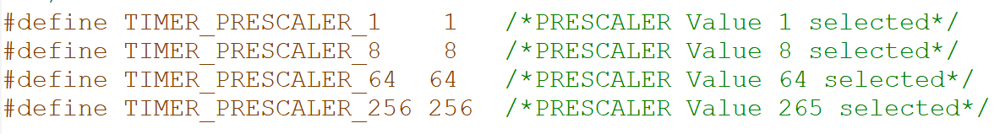 #define TIMER_PRESCALER_1 1 /*PRESCALER Value 1 selected*/
#define TIMER_PRESCALER_8 8 /*PRESCALER Value 8 selected*/
#define TIMER_PRESCALER_64 64 /*PRESCALER Value 64 selected*/
#define TIMER_PRESCALER_256 256 /*PRESCALER Value 265 selected*/